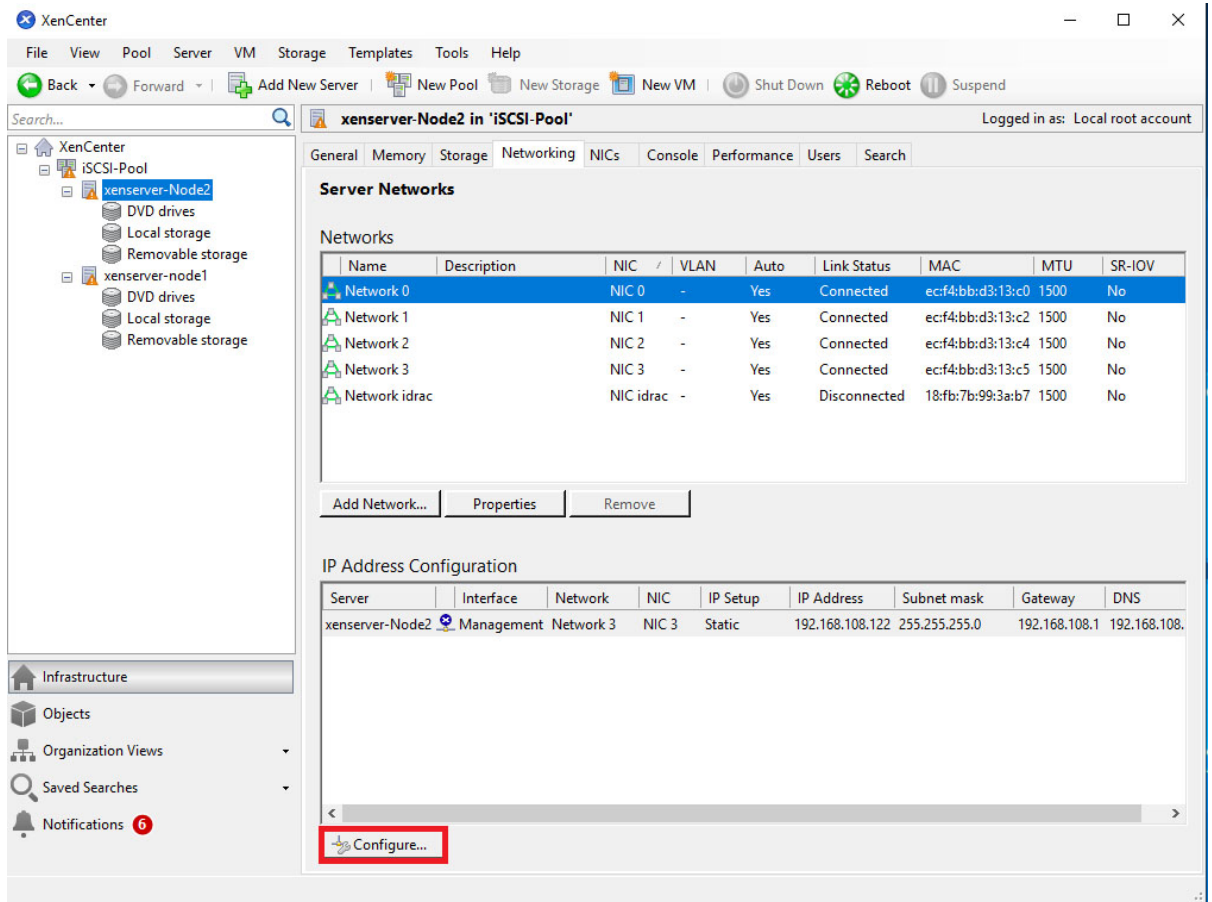 XenCenter
File View Pool Server VM Storage Templates Tools Help
Back Forward Add New Server New Pool New Storage New VM Shut Down Reboot Suspend
Search...
xenserver-Node2 in 'iSCSI-Pool' Logged in as: Local root account
XenCenter
iSCSI-Pool
xenserver-Node2
DVD drives
Local storage
Removable storage
xenserver-node1
DVD drives
Local storage
Removable storage
Infrastructure
Objects
Organization Views
Saved Searches
Notifications 6
General Memory Storage Networking NICs Console Performance Users Search
Server Networks
Networks
Name Description NIC VLAN Auto Link Status MAC MTU SR-IOV
Network 0 NIC 0 - Yes Connected ec:f4:bb:d3:13:c0 1500 No
Network 1 NIC 1 - Yes Connected ec:f4:bb:d3:13:c2 1500 No
Network 2 NIC 2 - Yes Connected ec:f4:bb:d3:13:c4 1500 No
Network 3 NIC 3 - Yes Connected ec:f4:bb:d3:13:c5 1500 No
Network idrac NIC idrac - Yes Disconnected 18:fb:7b:99:3a:b7 1500 No
Add Network... Properties Remove
IP Address Configuration
Server Interface Network NIC IP Setup IP Address Subnet mask Gateway DNS
xenserver-Node2 Management Network 3 NIC 3 Static 192.168.108.122 255.255.255.0 192.168.108.1 192.168.108.
Configure...